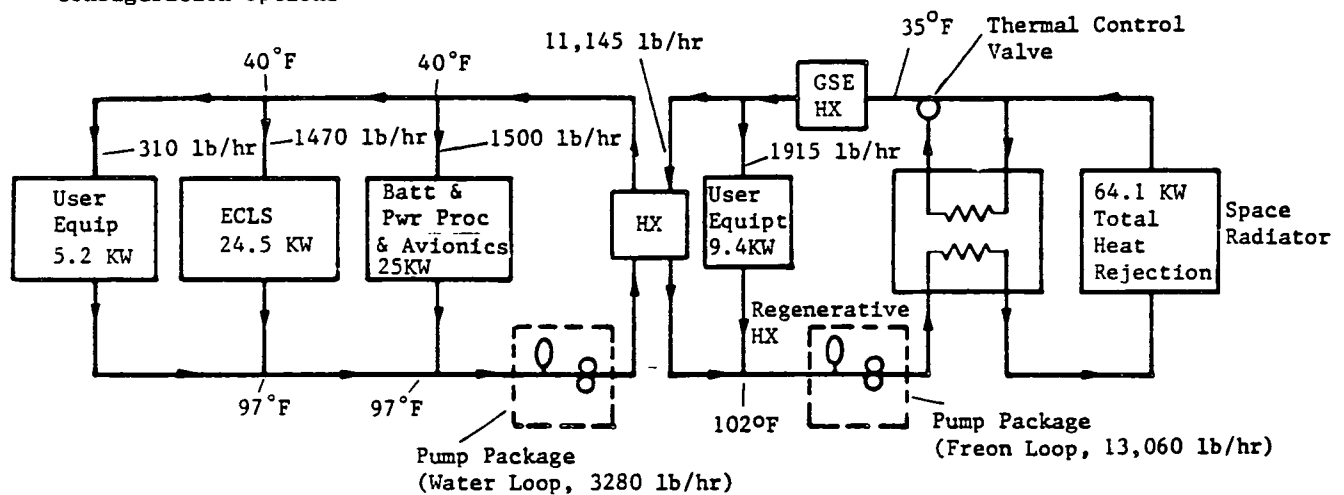 35°F
Thermal Control
Valve
11,145 lb/hr
40°F
40°F
GSE
HX
310 lb/hr
1470 lb/hr
1500 lb/hr
1915 lb/hr
User
Equip
5.2 KW
ECLS
24.5 KW
Batt &
Pwr Proc
& Avionics
25KW
HX
User
Equipt
9.4KW
64.1 KW
Total
Heat
Rejection
Space
Radiator
Regenerative
HX
97°F
97°F
102°F
Pump Package
(Water Loop, 3280 lb/hr)
Pump Package
(Freon Loop, 13,060 lb/hr)